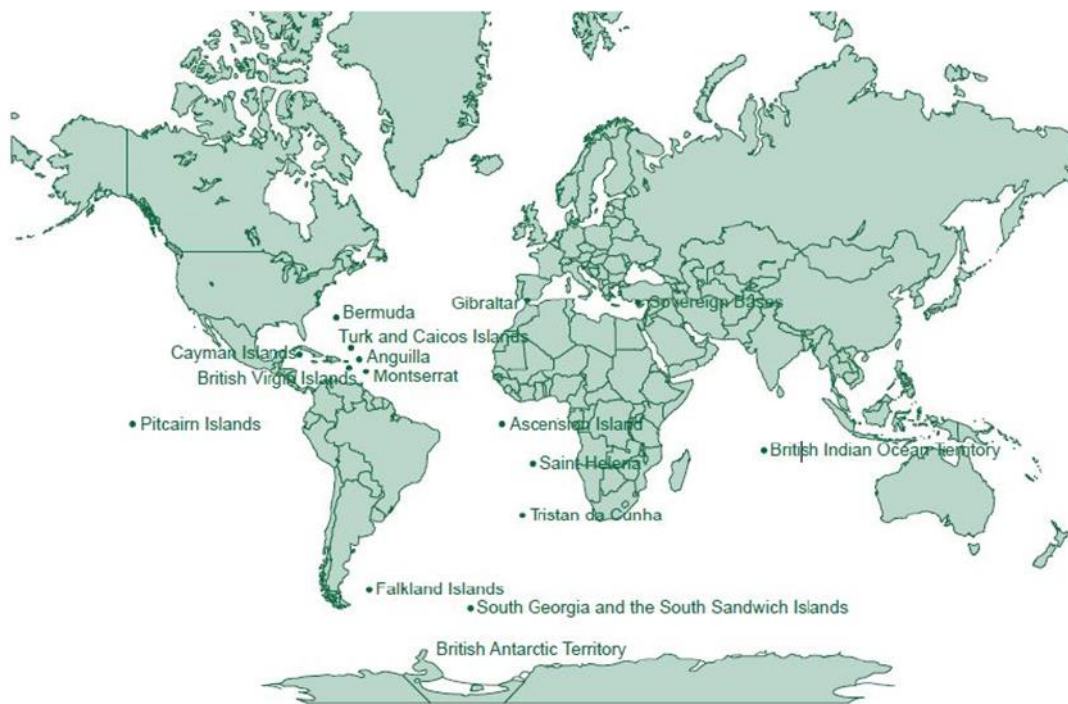 Gibraltar
Sovereign Bases
Bermuda
Turk and Caicos Islands
Cayman Islands
Anguilla
British Virgin Islands
Montserrat
Pitcairn Islands
Ascension Island
British Indian Ocean Territory
Saint Helena
Tristan da Cunha
Falkland Islands
South Georgia and the South Sandwich Islands
British Antarctic Territory